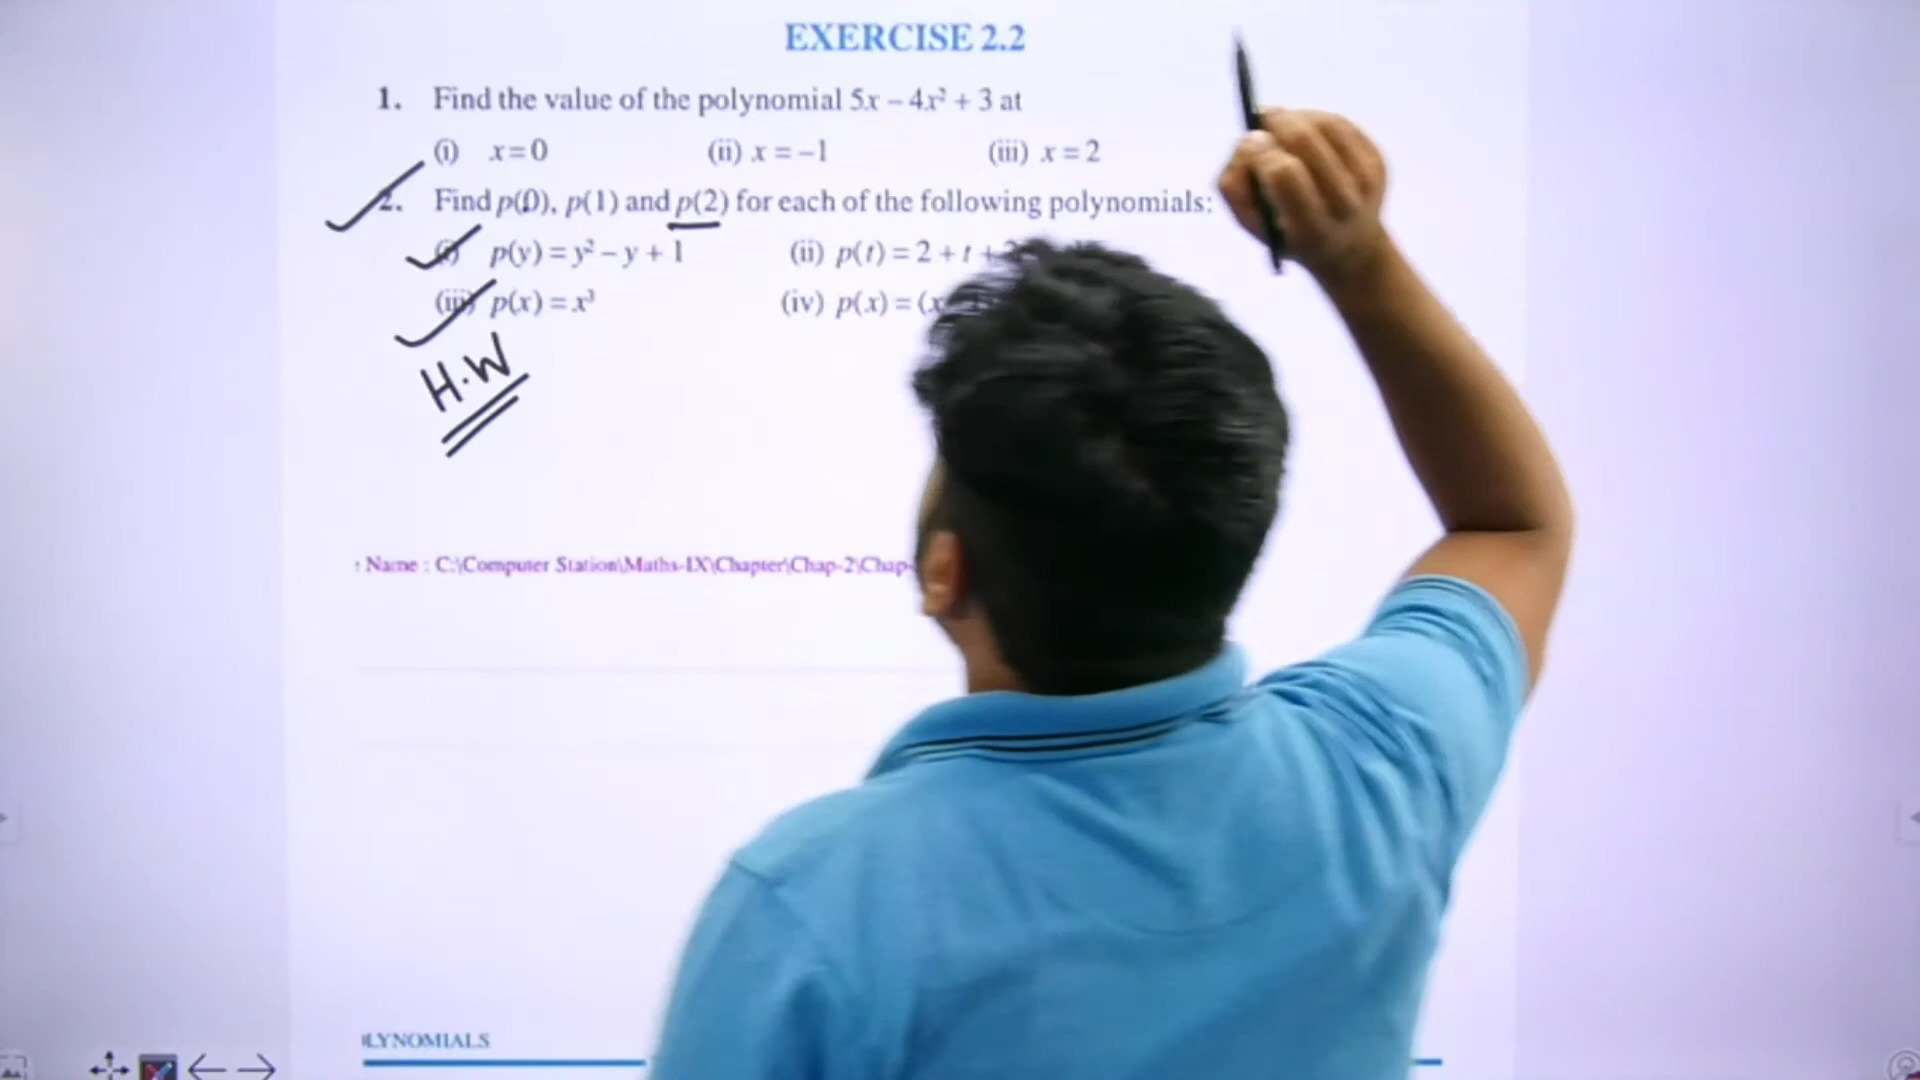 EXERCISE 2.2
1. Find the value of the polynomial 5x – 4x² + 3 at
(i) x = 0 (ii) x = –1 (iii) x = 2
2. Find p(0), p(1) and p(2) for each of the following polynomials:
(i) p(y) = y² – y + 1 (ii) p(t) = 2 + t +
(iii) p(x) = x³ (iv) p(x) = (x
H.W
Name : C:\Computer Station\Maths-IX\Chapter\Chap-2\Chap-
LYNOMIALS